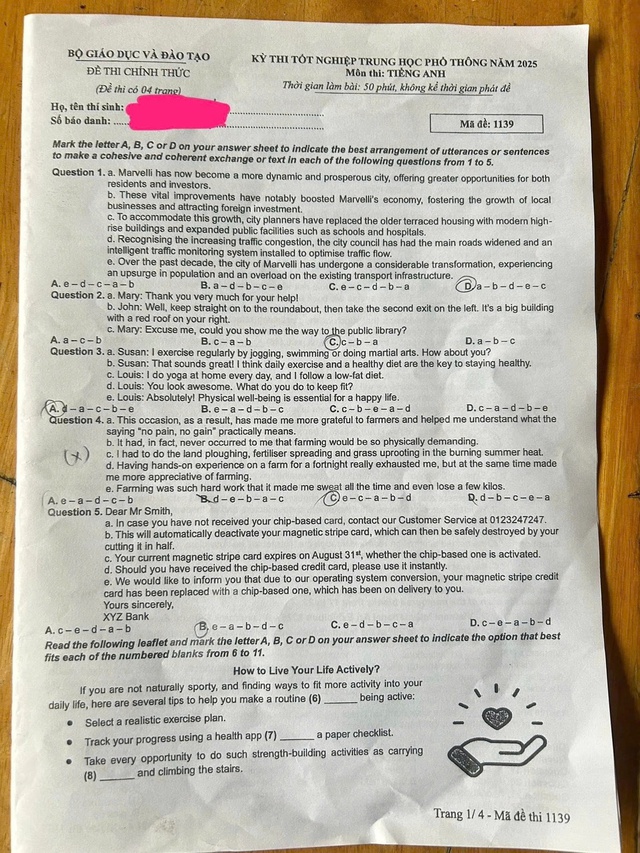 BỘ GIÁO DỤC VÀ ĐÀO TẠO
ĐỀ THI CHÍNH THỨC
(Đề thi có 04 trang)
KỲ THI TỐT NGHIỆP TRUNG HỌC PHỔ THÔNG NĂM 2025
Môn thi: TIẾNG ANH
Thời gian làm bài: 50 phút, không kể thời gian phát đề
Họ, tên thí sinh:
Số báo danh:
Mã đề: 1139
Mark the letter A, B, C or D on your answer sheet to indicate the best arrangement of utterances or sentences
to make a cohesive and coherent exchange or text in each of the following questions from 1 to 5.
Question 1. a. Marvelli has now become a more dynamic and prosperous city, offering greater opportunities for both
residents and investors.
b. These vital improvements have notably boosted Marvelli's economy, fostering the growth of local
businesses and attracting foreign investment.
c. To accommodate this growth, city planners have replaced the older terraced housing with modern high-
rise buildings and expanded public facilities such as schools and hospitals.
d. Recognising the increasing traffic congestion, the city council has had the main roads widened and an
intelligent traffic monitoring system installed to optimise traffic flow.
e. Over the past decade, the city of Marvelli has undergone a considerable transformation, experiencing
an upsurge in population and an overload on the existing transport infrastructure.
A. e – d – c – a – b B. a – d – b – c – e C. e – c – d – b – a D. a – b – d – e – c
Question 2. a. Mary: Thank you very much for your help!
b. John: Well, keep straight on to the roundabout, then take the second exit on the left. It's a big building
with a red roof on your right.
c. Mary: Excuse me, could you show me the way to the public library?
A. a – c – b B. c – a – b C. c – b – a D. a – b – c
Question 3. a. Susan: I exercise regularly by jogging, swimming or doing martial arts. How about you?
b. Susan: That sounds great! I think daily exercise and a healthy diet are the key to staying healthy.
c. Louis: I do yoga at home every day, and I follow a low-fat diet.
d. Louis: You look awesome. What do you do to keep fit?
e. Louis: Absolutely! Physical well-being is essential for a happy life.
A. d – a – c – b – e B. e – a – d – b – c C. c – b – e – a – d D. c – a – d – b – e
Question 4. a. This occasion, as a result, has made me more grateful to farmers and helped me understand what the
saying "no pain, no gain" practically means.
b. It had, in fact, never occurred to me that farming would be so physically demanding.
(x) c. I had to do the land ploughing, fertiliser spreading and grass uprooting in the burning summer heat.
d. Having hands-on experience on a farm for a fortnight really exhausted me, but at the same time made
me more appreciative of farming.
e. Farming was such hard work that it made me sweat all the time and even lose a few kilos.
A. e – a – d – c – b B. d – e – b – a – c C. e – c – a – b – d D. d – b – c – e – a
Question 5. Dear Mr Smith,
a. In case you have not received your chip-based card, contact our Customer Service at 0123247247.
b. This will automatically deactivate your magnetic stripe card, which can then be safely destroyed by your
cutting it in half.
c. Your current magnetic stripe card expires on August 31st, whether the chip-based one is activated.
d. Should you have received the chip-based credit card, please use it instantly.
e. We would like to inform you that due to our operating system conversion, your magnetic stripe credit
card has been replaced with a chip-based one, which has been on delivery to you.
Yours sincerely,
XYZ Bank
A. c – e – d – a – b B. e – a – b – d – c C. e – d – b – c – a D. c – e – a – b – d
Read the following leaflet and mark the letter A, B, C or D on your answer sheet to indicate the option that best
fits each of the numbered blanks from 6 to 11.
How to Live Your Life Actively?
If you are not naturally sporty, and finding ways to fit more activity into your
daily life, here are several tips to help you make a routine (6) ______ being active:
• Select a realistic exercise plan.
• Track your progress using a health app (7) ______ a paper checklist.
• Take every opportunity to do such strength-building activities as carrying
(8) ______ and climbing the stairs.
Trang 1/ 4 - Mã đề thi 1139